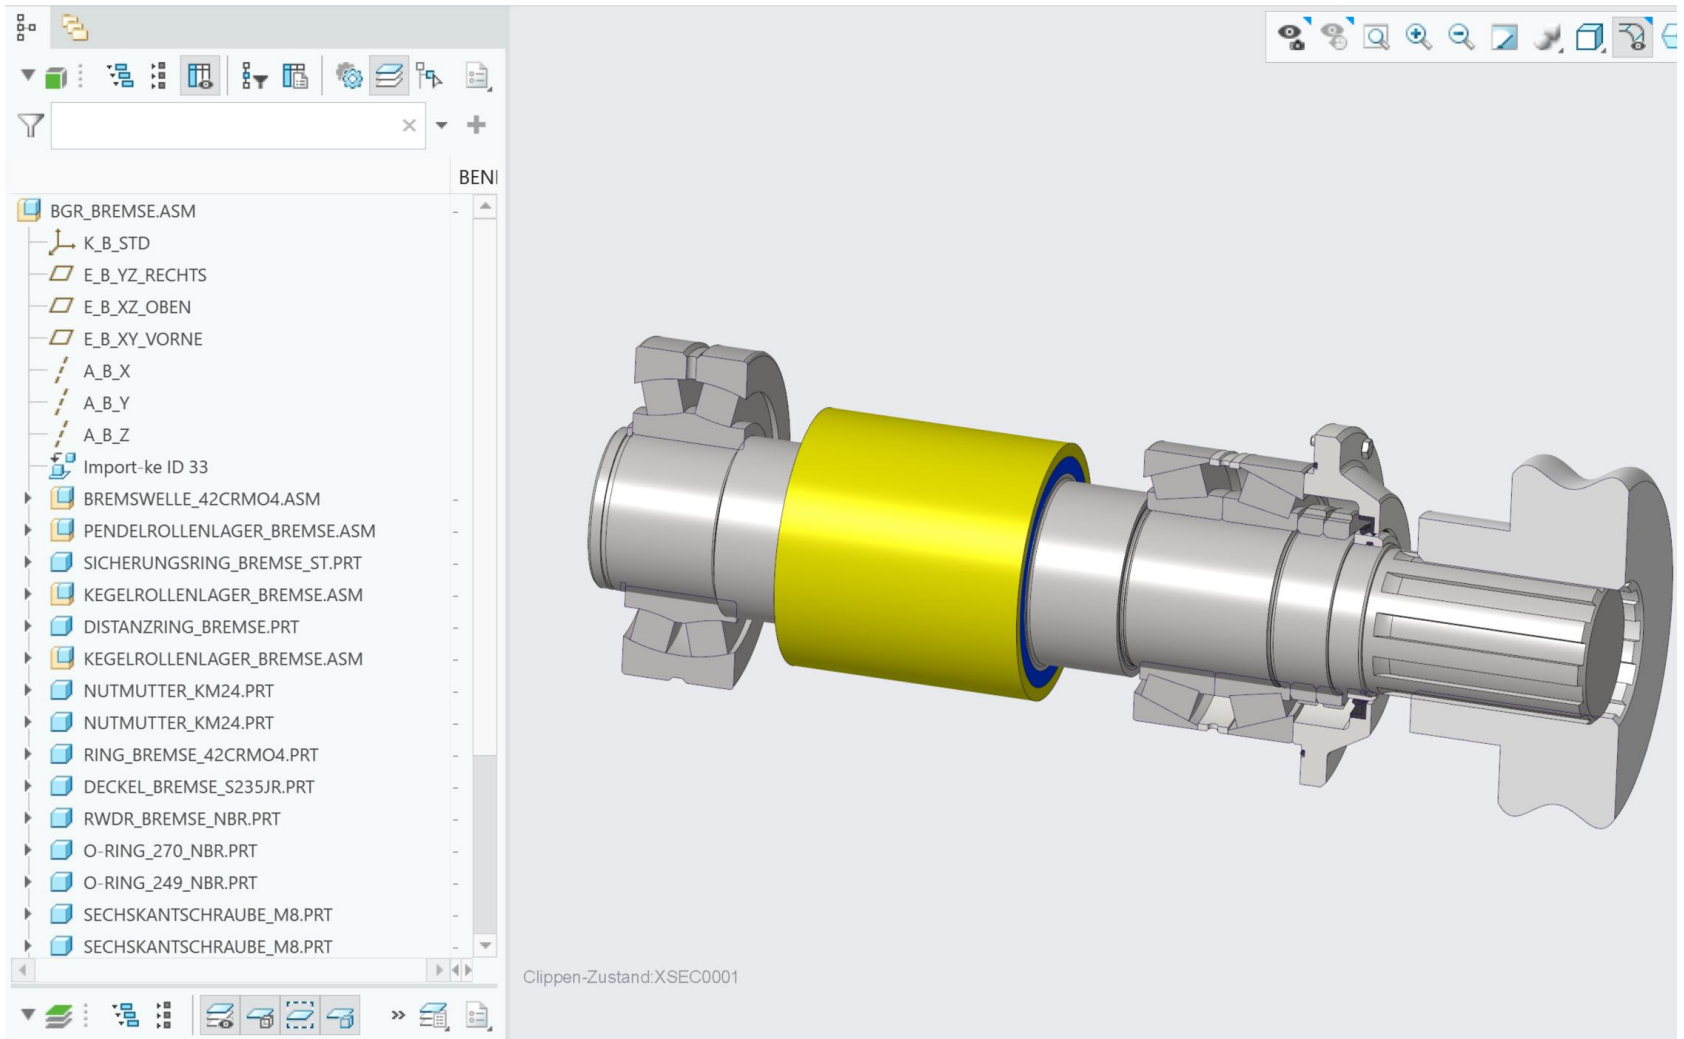 BENI
BGR_BREMSE.ASM
K_B_STD
E_B_YZ_RECHTS
E_B_XZ_OBEN
E_B_XY_VORNE
A_B_X
A_B_Y
A_B_Z
Import-ke ID 33
BREMSWELLE_42CRMO4.ASM
PENDELROLLENLAGER_BREMSE.ASM
SICHERUNGSRING_BREMSE_ST.PRT
KEGELROLLENLAGER_BREMSE.ASM
DISTANZRING_BREMSE.PRT
KEGELROLLENLAGER_BREMSE.ASM
NUTMUTTER_KM24.PRT
NUTMUTTER_KM24.PRT
RING_BREMSE_42CRMO4.PRT
DECKEL_BREMSE_S235JR.PRT
RWDR_BREMSE_NBR.PRT
O-RING_270_NBR.PRT
O-RING_249_NBR.PRT
SECHSKANTSCHRAUBE_M8.PRT
SECHSKANTSCHRAUBE_M8.PRT
Clippen-Zustand:XSEC0001